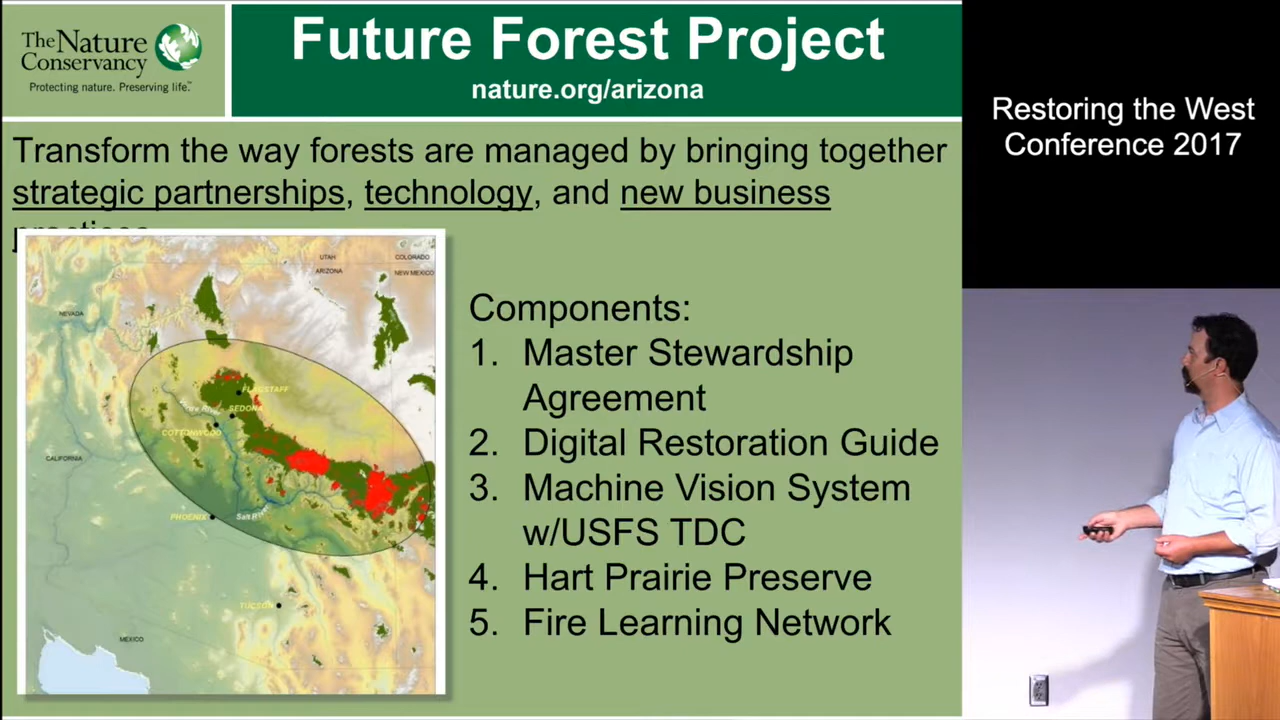 The Nature
Conservancy
Protecting nature. Preserving life.™
Future Forest Project
nature.org/arizona
Transform the way forests are managed by bringing together
strategic partnerships, technology, and new business
Components:
1. Master Stewardship
Agreement
2. Digital Restoration Guide
3. Machine Vision System
w/USFS TDC
4. Hart Prairie Preserve
5. Fire Learning Network
UTAH
COLORADO
ARIZONA
NEW MEXICO
NEVADA
FLAGSTAFF
SEDONA
COTTONWOOD
CALIFORNIA
PHOENIX
Salt River
TUCSON
MEXICO
Restoring the West
Conference 2017